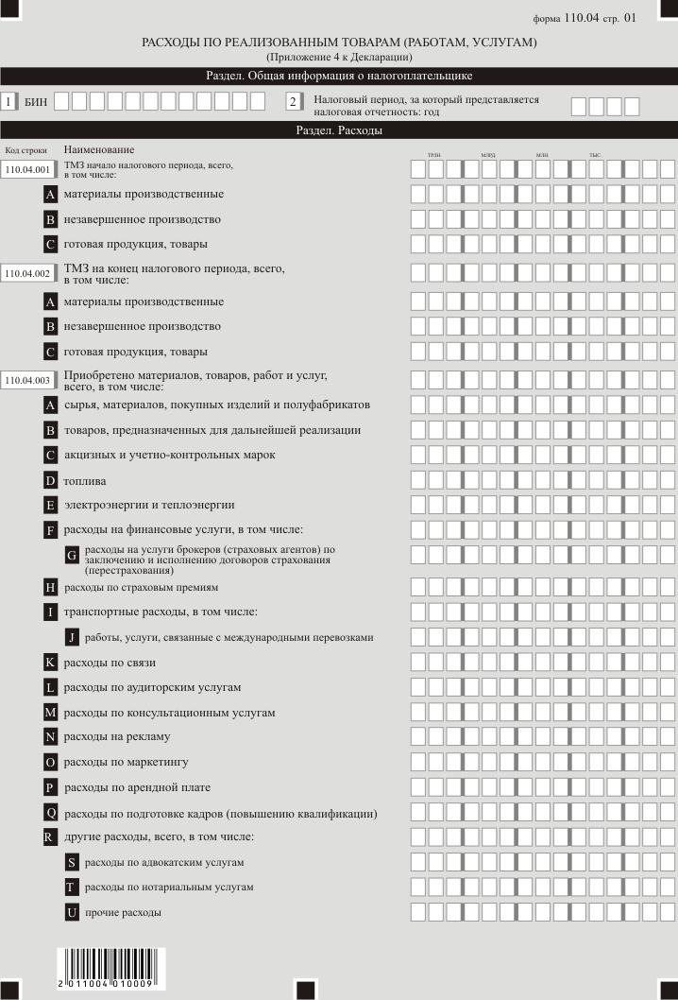 форма 110.04 стр. 01
РАСХОДЫ ПО РЕАЛИЗОВАННЫМ ТОВАРАМ (РАБОТАМ, УСЛУГАМ)
(Приложение 4 к Декларации)
Раздел. Общая информация о налогоплательщике
1 БИН
2 Налоговый период, за который представляется
налоговая отчетность: год
Раздел. Расходы
Код строки Наименование
трлн. млрд. млн. тыс.
110.04.001 ТМЗ начало налогового периода, всего,
в том числе:
A материалы производственные
B незавершенное производство
C готовая продукция, товары
110.04.002 ТМЗ на конец налогового периода, всего,
в том числе:
A материалы производственные
B незавершенное производство
C готовая продукция, товары
110.04.003 Приобретено материалов, товаров, работ и услуг,
всего, в том числе:
A сырья, материалов, покупных изделий и полуфабрикатов
B товаров, предназначенных для дальнейшей реализации
C акцизных и учетно-контрольных марок
D топлива
E электроэнергии и теплоэнергии
F расходы на финансовые услуги, в том числе:
G расходы на услуги брокеров (страховых агентов) по
заключению и исполнению договоров страхования
(перестрахования)
H расходы по страховым премиям
I транспортные расходы, в том числе:
J работы, услуги, связанные с международными перевозками
K расходы по связи
L расходы по аудиторским услугам
M расходы по консультационным услугам
N расходы на рекламу
O расходы по маркетингу
P расходы по арендной плате
Q расходы по подготовке кадров (повышению квалификации)
R другие расходы, всего, в том числе:
S расходы по адвокатским услугам
T расходы по нотариальным услугам
U прочие расходы
2 011004 010009